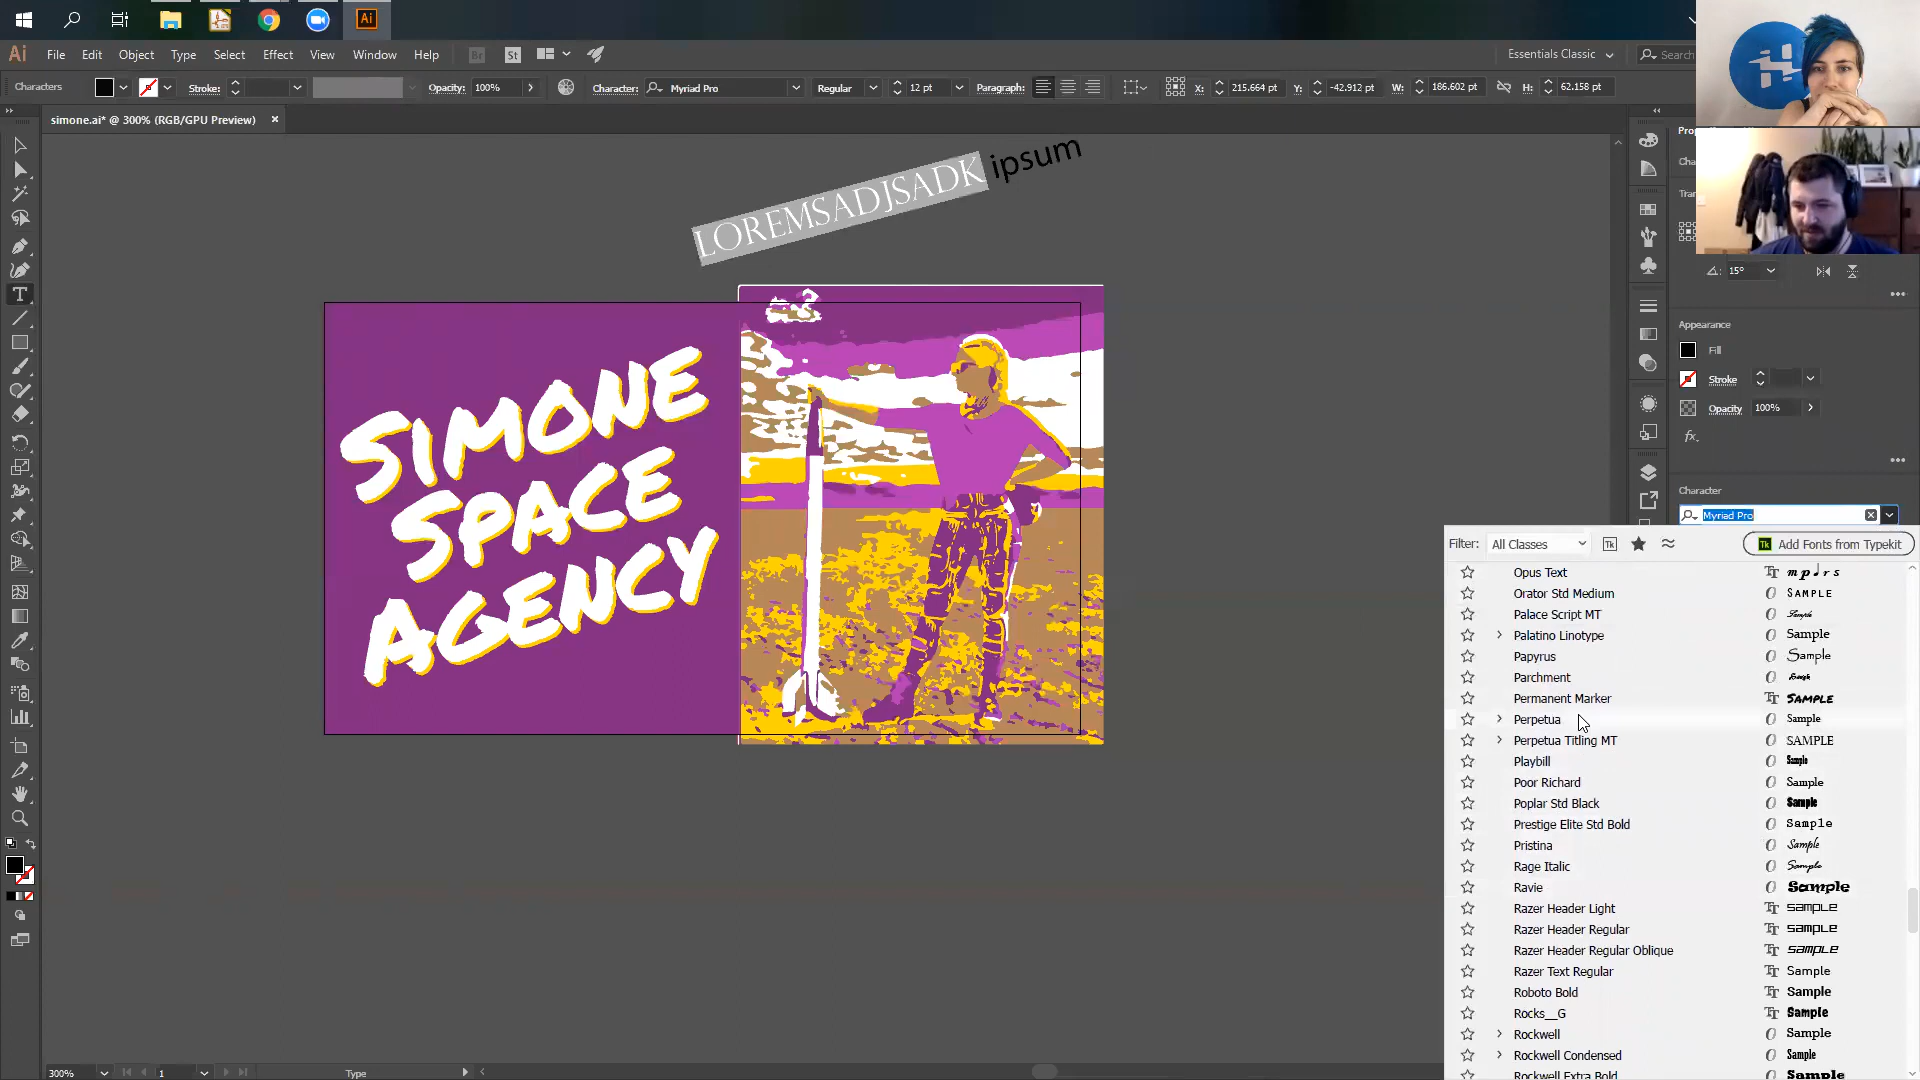 Ai
File Edit Object Type Select Effect View Window Help Br St Essentials Classic Search
Characters Stroke: Opacity: 100% Character: Myriad Pro Regular 12 pt Paragraph: X: 215.664 pt Y: -42.912 pt W: 186.602 pt H: 62.158 pt
simone.ai* @ 300% (RGB/GPU Preview)
LOREMSADJSADK ipsum
SIMONE
SPACE
AGENCY
15°
Appearance
Fill
Stroke
Opacity 100%
fx
Character
Myriad Pro
Filter: All Classes Tk Tk Add Fonts from Typekit
Opus Text
Orator Std Medium SAMPLE
Palace Script MT Sample
Palatino Linotype Sample
Papyrus Sample
Parchment
Permanent Marker SAMPLE
Perpetua Sample
Perpetua Titling MT SAMPLE
Playbill Sample
Poor Richard Sample
Poplar Std Black Sample
Prestige Elite Std Bold Sample
Pristina Sample
Rage Italic Sample
Ravie Sample
Razer Header Light sample
Razer Header Regular sample
Razer Header Regular Oblique sample
Razer Text Regular Sample
Roboto Bold Sample
Rocks__G Sample
Rockwell Sample
Rockwell Condensed Sample
Rockwell Extra Bold Sample
300% 1 Type